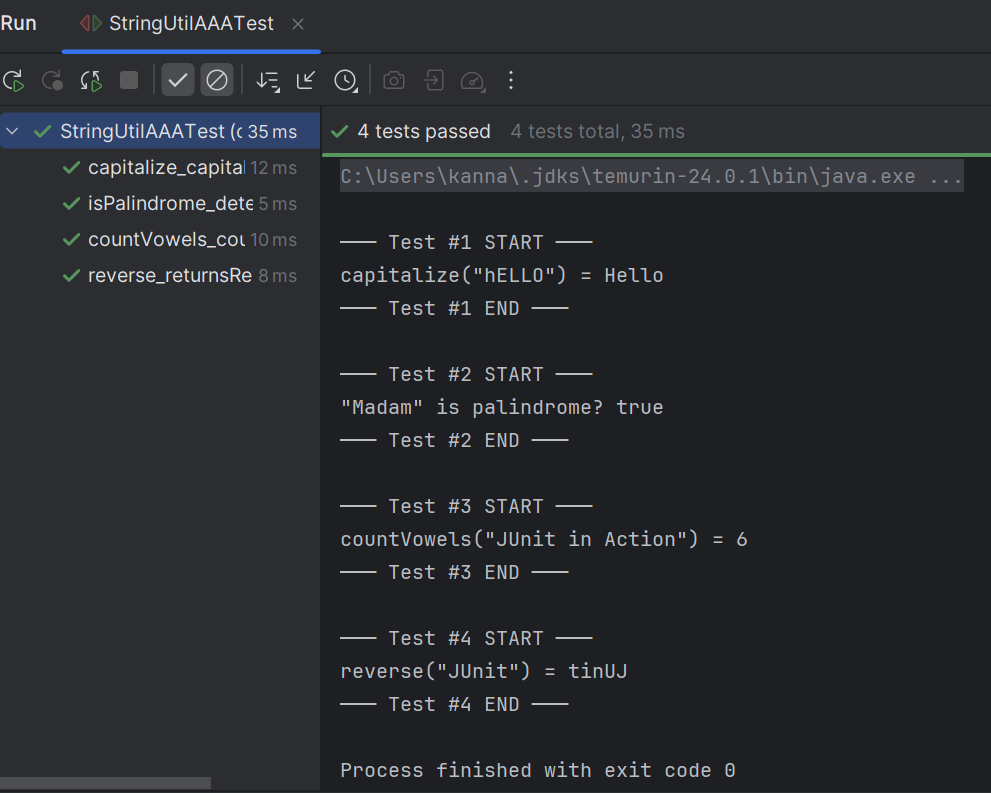 Run StringUtilAAATest
StringUtilAAATest (c 35 ms
capitalize_capital 12 ms
isPalindrome_dete 5 ms
countVowels_cou 10 ms
reverse_returnsRe 8 ms
4 tests passed 4 tests total, 35 ms
C:\Users\kanna\.jdks\temurin-24.0.1\bin\java.exe ...
─── Test #1 START ───
capitalize("hELLO") = Hello
─── Test #1 END ───
─── Test #2 START ───
"Madam" is palindrome? true
─── Test #2 END ───
─── Test #3 START ───
countVowels("JUnit in Action") = 6
─── Test #3 END ───
─── Test #4 START ───
reverse("JUnit") = tinUJ
─── Test #4 END ───
Process finished with exit code 0